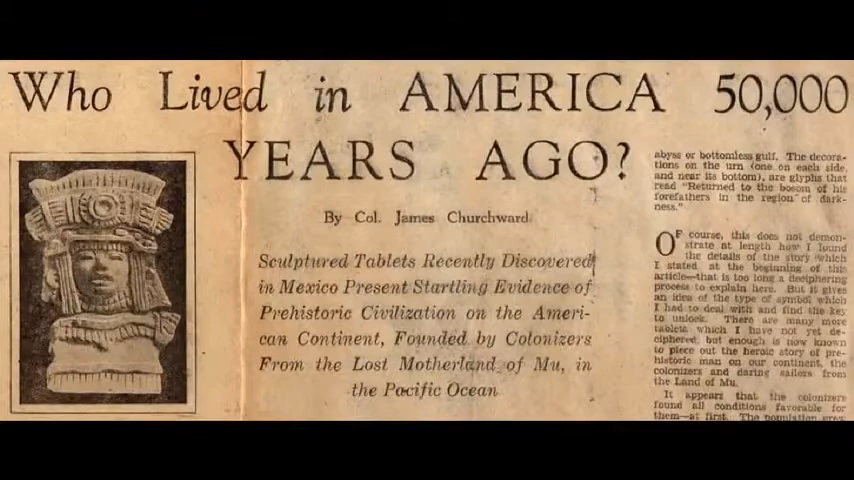 Who Lived in AMERICA 50,000
YEARS AGO?
By Col. James Churchward
Sculptured Tablets Recently Discovered
in Mexico Present Startling Evidence of
Prehistoric Civilization on the Ameri-
can Continent, Founded by Colonizers
From the Lost Motherland of Mu, in
the Pacific Ocean
abyss or bottomless gulf. The decora-
tions on the urn (one on each side,
and near its bottom), are glyphs that
read "Returned to the bosom of his
forefathers in the region of dark-
ness."
OF course, this does not demon-
strate at length how I found
the details of the story which
I stated at the beginning of this
article—that is too long a deciphering
process to explain here. But it gives
an idea of the type of symbol which
I had to deal with and find the key
to unlock. There are many more
tablets which I have not yet de-
ciphered, but enough is now known
to piece out the heroic story of pre-
historic man on our continent, the
colonizers and daring sailors from
the Land of Mu.
It appears that the colonizers
found all conditions favorable for
them—at first. The population grew